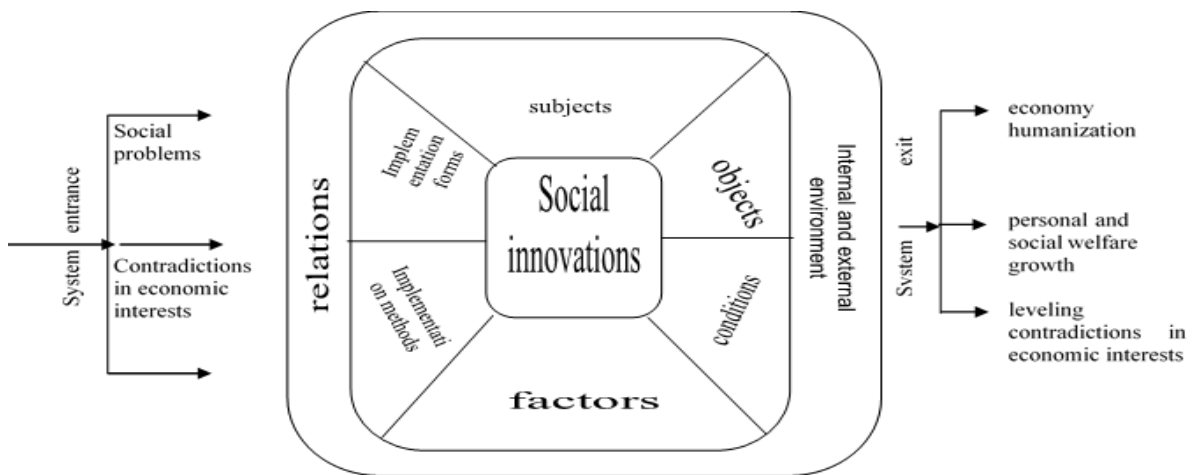 System entrance
Social
problems
Contradictions
in economic
interests
relations
Implem
entation
forms
Implementati
on methods
subjects
Social
innovations
factors
objects
conditions
Internal and external
environment
System exit
economy
humanization
personal and
social welfare
growth
leveling
contradictions in
economic interests